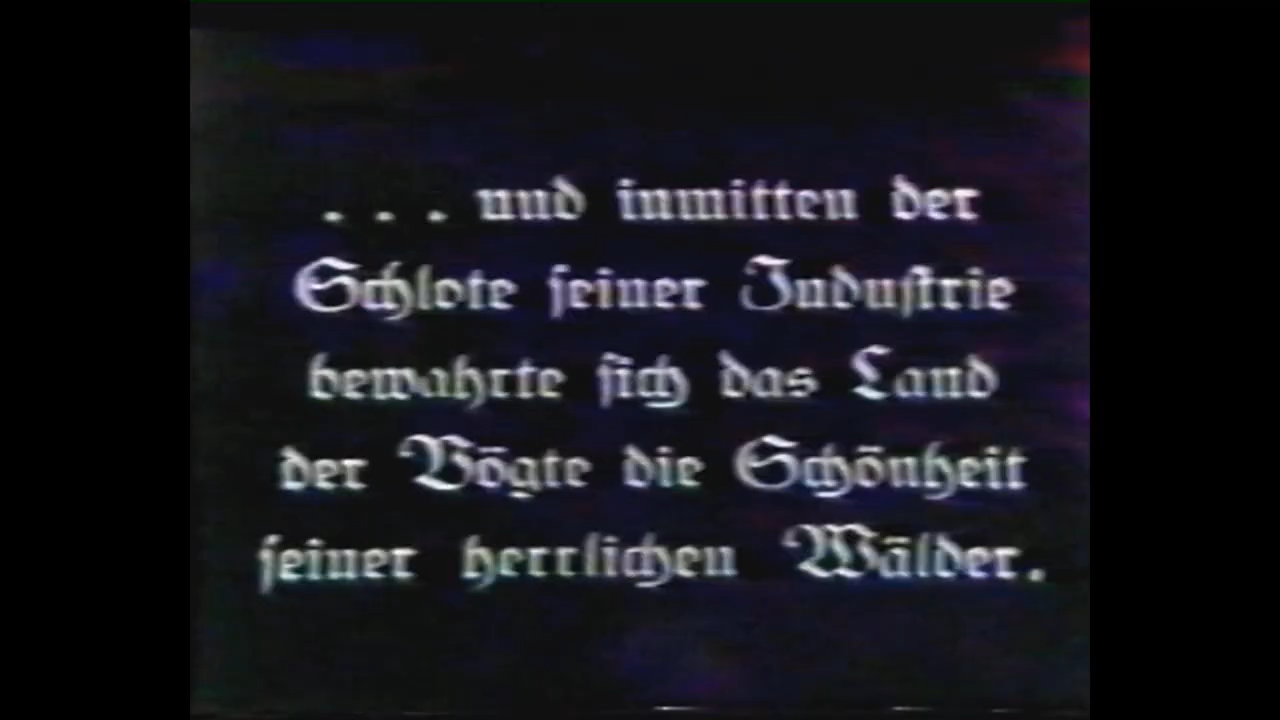 . . . und inmitten der
Schlote seiner Industrie
bewahrte sich das Land
der Vögte die Schönheit
seiner herrlichen Wälder.